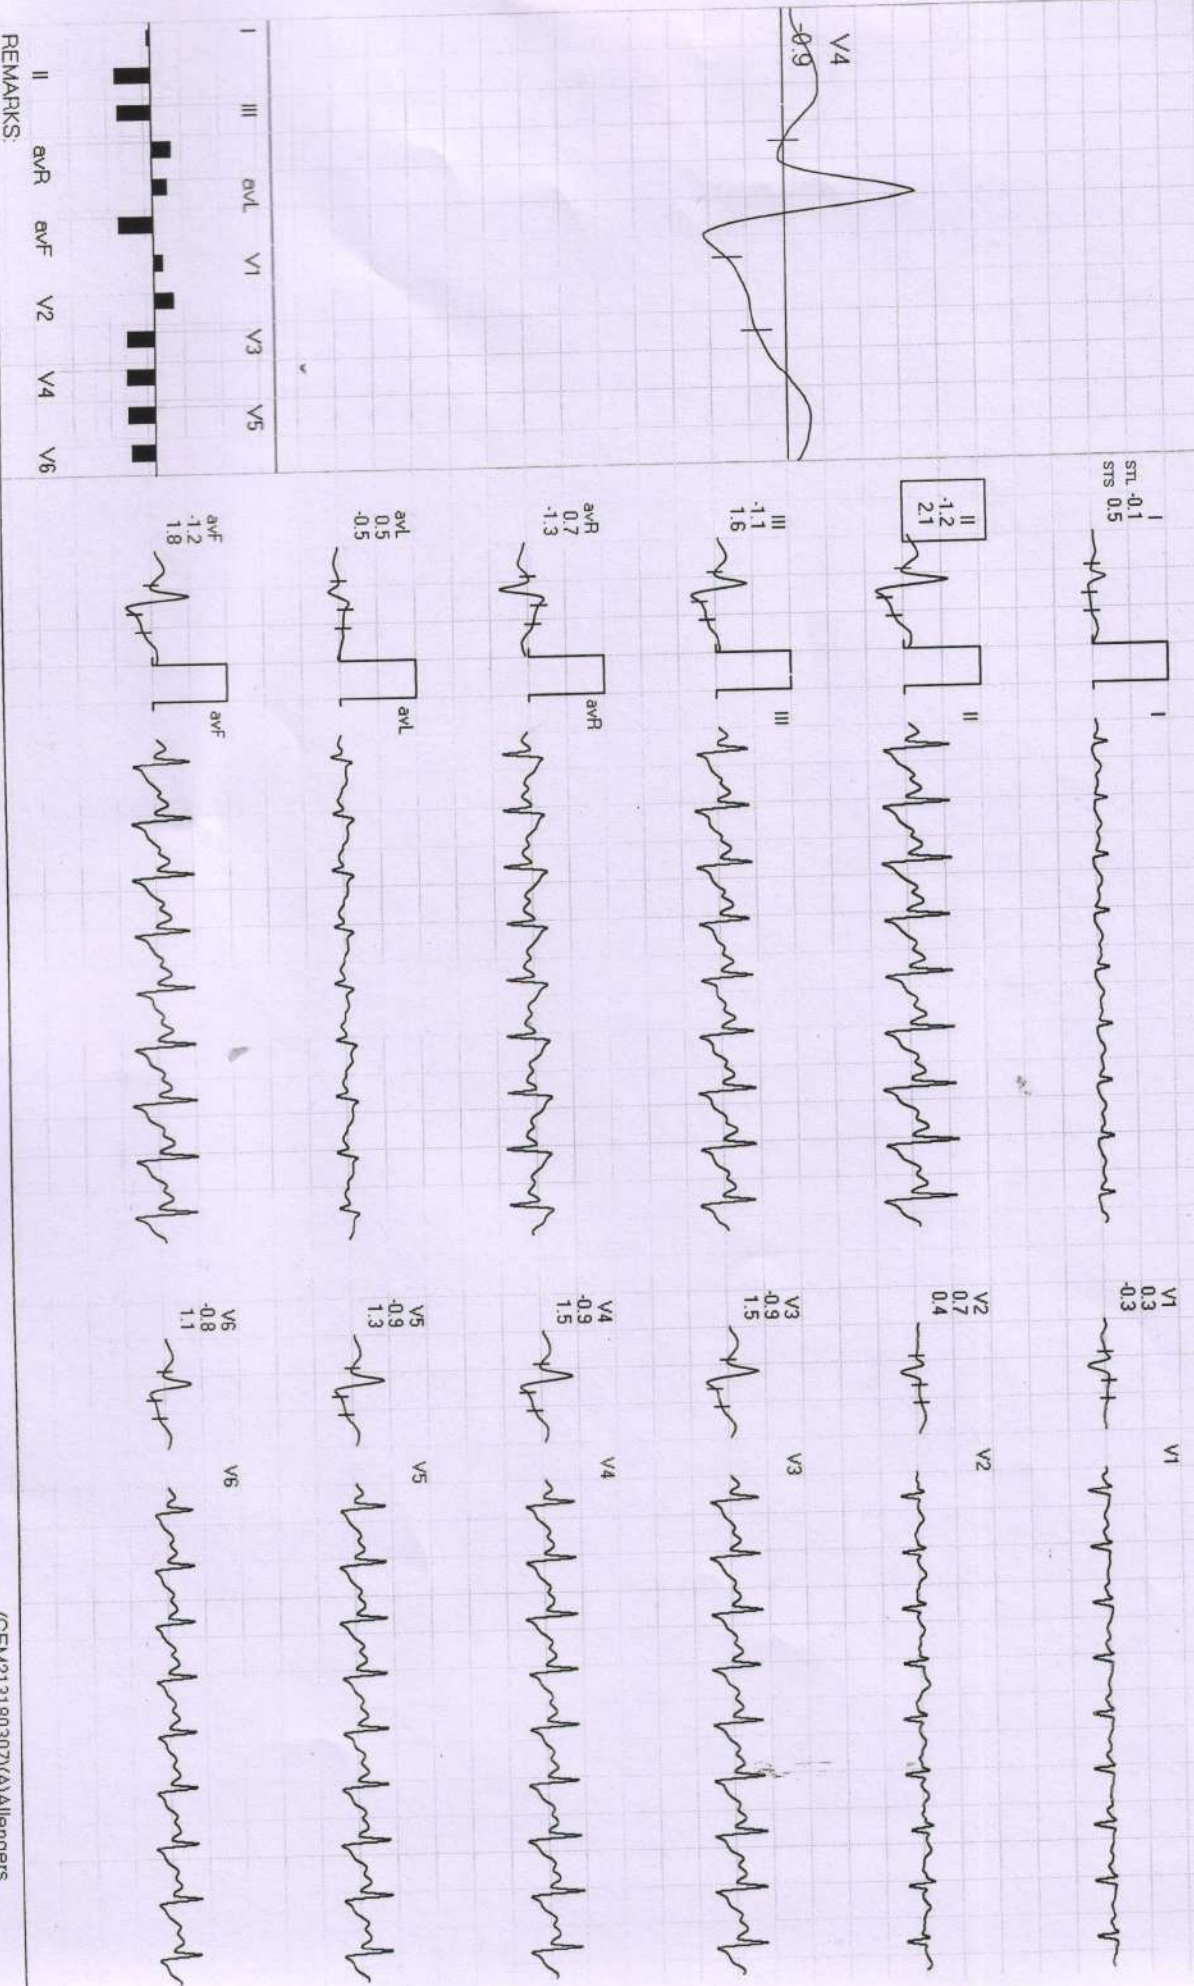 V4
-0.9
I III avL V1 V3 V5
II avR avF V2 V4 V6
REMARKS:
I
STL -0.1
STS 0.5
I
II
-1.2
2.1
II
III
-1.1
1.6
III
avR
0.7
-1.3
avR
avL
0.5
-0.5
avL
avF
-1.2
1.8
avF
V1
0.3
-0.3
V1
V2
0.7
0.4
V2
V3
-0.9
1.5
V3
V4
-0.9
1.5
V4
V5
-0.9
1.3
V5
V6
-0.8
1.1
V6